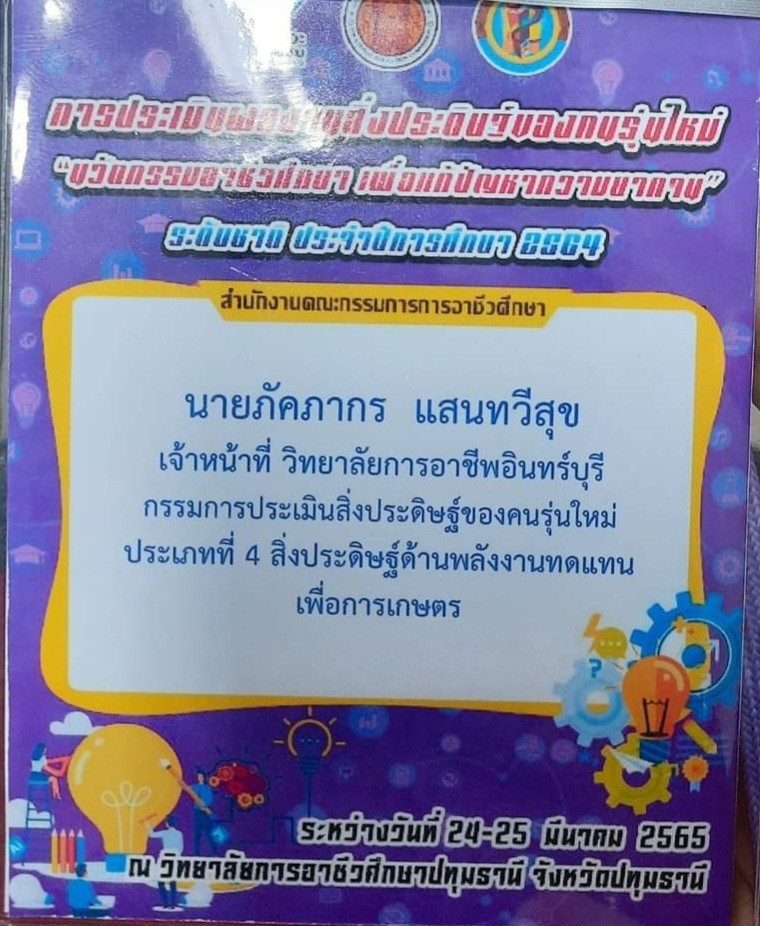 การประเมินผลงานสิ่งประดิษฐ์ของคนรุ่นใหม่
“นวัตกรรมอาชีวศึกษา เพื่อแก้ปัญหาความยากจน”
ระดับชาติ ประจำปีการศึกษา 2564
สำนักงานคณะกรรมการการอาชีวศึกษา
นายภัคภากร แสนทวีสุข
เจ้าหน้าที่ วิทยาลัยการอาชีพอินทร์บุรี
กรรมการประเมินสิ่งประดิษฐ์ของคนรุ่นใหม่
ประเภทที่ 4 สิ่งประดิษฐ์ด้านพลังงานทดแทน
เพื่อการเกษตร
ระหว่างวันที่ 24-25 มีนาคม 2565
ณ วิทยาลัยการอาชีวศึกษาปทุมธานี จังหวัดปทุมธานี